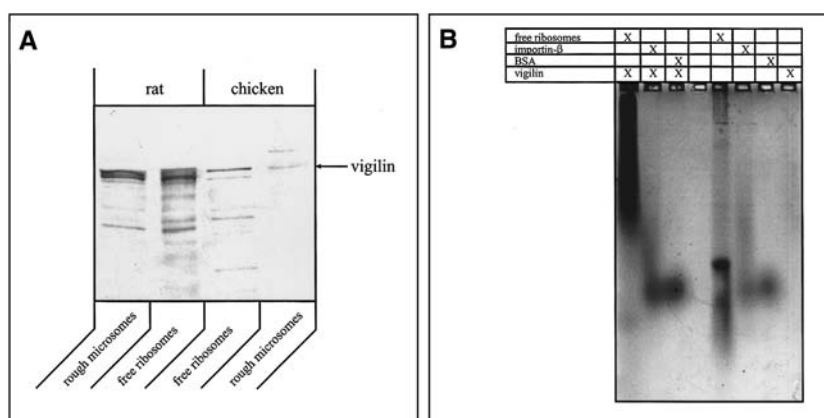 A
rat chicken
vigilin
rough microsomes free ribosomes free ribosomes rough microsomes
B
free ribosomes X X
importin-β X X
BSA X X
vigilin X X X X